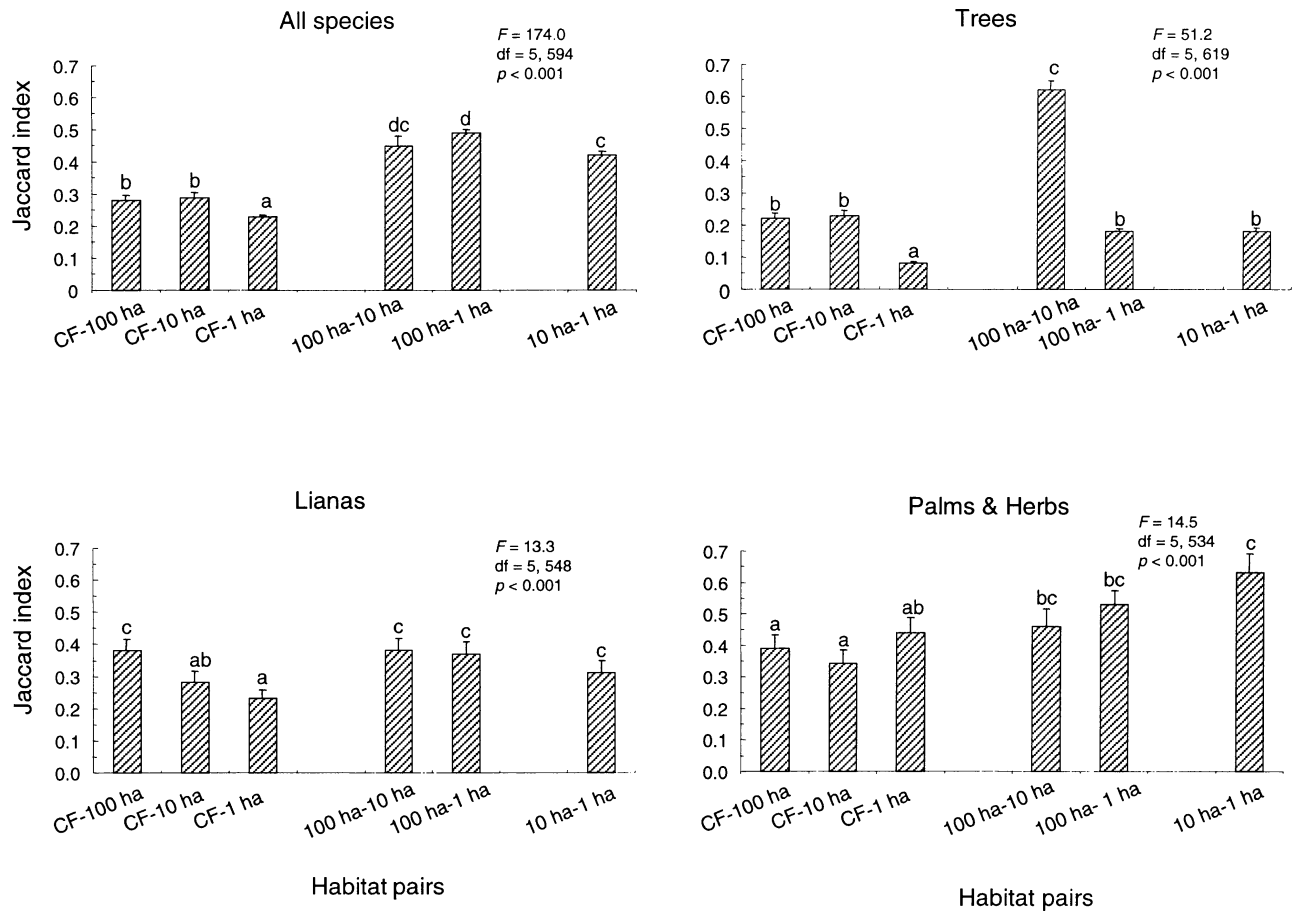 All species
F = 174.0
df = 5, 594
p < 0.001
Jaccard index
0.7
0.6
0.5
0.4
0.3
0.2
0.1
0
b
b
a
dc
d
c
CF-100 ha
CF-10 ha
CF-1 ha
100 ha-10 ha
100 ha-1 ha
10 ha-1 ha
Trees
F = 51.2
df = 5, 619
p < 0.001
0.7
0.6
0.5
0.4
0.3
0.2
0.1
0
b
b
a
c
b
b
CF-100 ha
CF-10 ha
CF-1 ha
100 ha-10 ha
100 ha- 1 ha
10 ha-1 ha
Lianas
F = 13.3
df = 5, 548
p < 0.001
Jaccard index
0.7
0.6
0.5
0.4
0.3
0.2
0.1
0.0
c
ab
a
c
c
c
CF-100 ha
CF-10 ha
CF-1 ha
100 ha-10 ha
100 ha-1 ha
10 ha-1 ha
Habitat pairs
Palms & Herbs
F = 14.5
df = 5, 534
p < 0.001
0.7
0.6
0.5
0.4
0.3
0.2
0.1
0.0
a
a
ab
bc
bc
c
CF-100 ha
CF-10 ha
CF-1 ha
100 ha-10 ha
100 ha- 1 ha
10 ha-1 ha
Habitat pairs